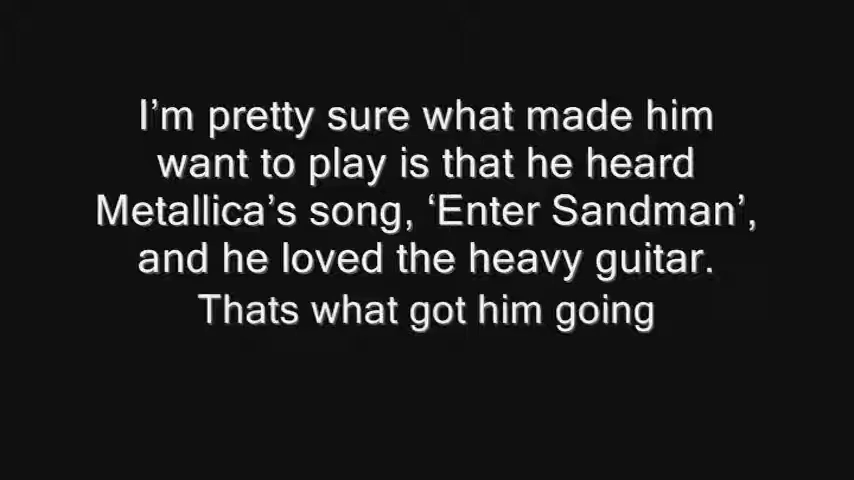 I’m pretty sure what made him
want to play is that he heard
Metallica’s song, ‘Enter Sandman’,
and he loved the heavy guitar.
Thats what got him going